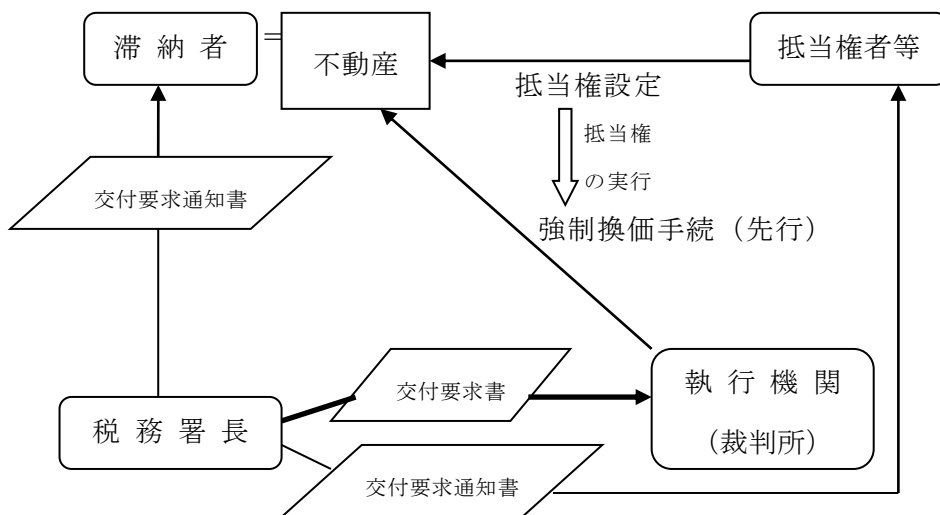 滞 納 者
=
不動産
抵当権者等
抵当権設定
抵当権
の実行
交付要求通知書
強制換価手続（先行）
執 行 機 関
（裁判所）
交付要求書
税 務 署 長
交付要求通知書